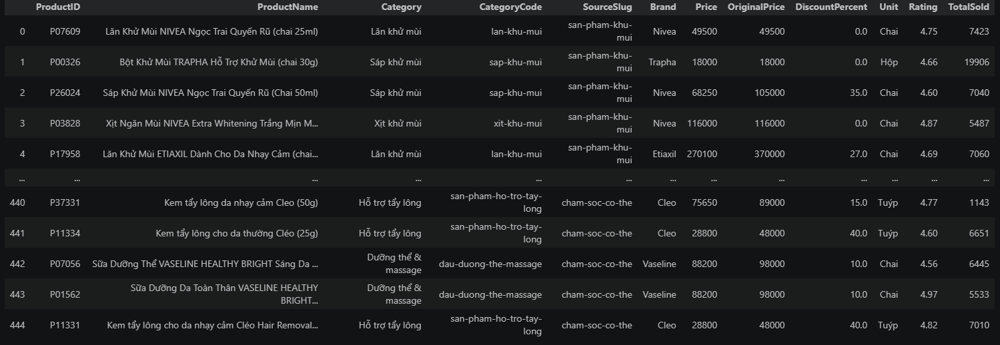 ProductID ProductName Category CategoryCode SourceSlug Brand Price OriginalPrice DiscountPercent Unit Rating TotalSold
0 P07609 Lăn Khử Mùi NIVEA Ngọc Trai Quyến Rũ (chai 25ml) Lăn khử mùi lan-khu-mui san-pham-khu-mui Nivea 49500 49500 0.0 Chai 4.75 7423
1 P00326 Bột Khử Mùi TRAPHA Hỗ Trợ Khử Mùi (chai 30g) Sáp khử mùi sap-khu-mui san-pham-khu-mui Trapha 18000 18000 0.0 Hộp 4.66 19906
2 P26024 Sáp Khử Mùi NIVEA Ngọc Trai Quyến Rũ (Chai 50ml) Sáp khử mùi sap-khu-mui san-pham-khu-mui Nivea 68250 105000 35.0 Chai 4.60 7040
3 P03828 Xịt Ngăn Mùi NIVEA Extra Whitening Trắng Mịn M... Xịt khử mùi xit-khu-mui san-pham-khu-mui Nivea 116000 116000 0.0 Chai 4.87 5487
4 P17958 Lăn Khử Mùi ETIAXIL Dành Cho Da Nhạy Cảm (chai... Lăn khử mùi lan-khu-mui san-pham-khu-mui Etiaxil 270100 370000 27.0 Chai 4.69 7060
... ... ... ... ... ... ... ... ... ... ... ... ...
440 P37331 Kem tẩy lông da nhạy cảm Cleo (50g) Hỗ trợ tẩy lông san-pham-ho-tro-tay-long cham-soc-co-the Cleo 75650 89000 15.0 Tuýp 4.77 1143
441 P11334 Kem tẩy lông cho da thường Cléo (25g) Hỗ trợ tẩy lông san-pham-ho-tro-tay-long cham-soc-co-the Cleo 28800 48000 40.0 Tuýp 4.60 6651
442 P07056 Sữa Dưỡng Thể VASELINE HEALTHY BRIGHT Sáng Da ... Dưỡng thể & massage dau-duong-the-massage cham-soc-co-the Vaseline 88200 98000 10.0 Chai 4.56 6445
443 P01562 Sữa Dưỡng Da Toàn Thân VASELINE HEALTHY BRIGHT... Dưỡng thể & massage dau-duong-the-massage cham-soc-co-the Vaseline 88200 98000 10.0 Chai 4.97 5533
444 P11331 Kem tẩy lông cho da nhạy cảm Cléo Hair Removal... Hỗ trợ tẩy lông san-pham-ho-tro-tay-long cham-soc-co-the Cleo 28800 48000 40.0 Tuýp 4.82 7010